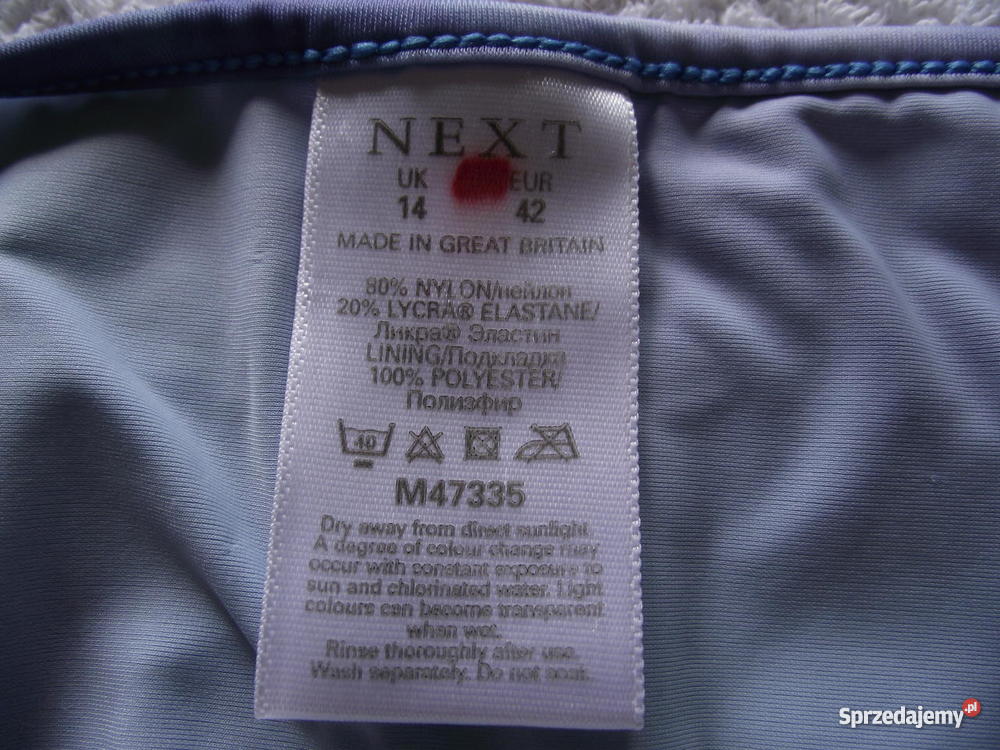 NEXT
UK EUR
14 42
MADE IN GREAT BRITAIN
80% NYLON/нейлон
20% LYCRA® ELASTANE/
Ликра® Эластин
LINING/Подкладка
100% POLYESTER/
Полиэфир
40
M47335
Dry away from direct sunlight.
A degree of colour change may
occur with constant exposure to
sun and chlorinated water. Light
colours can become transparent
when wet.
Rinse thoroughly after use.
Wash separately. Do not soak.
Sprzedajemy.pl